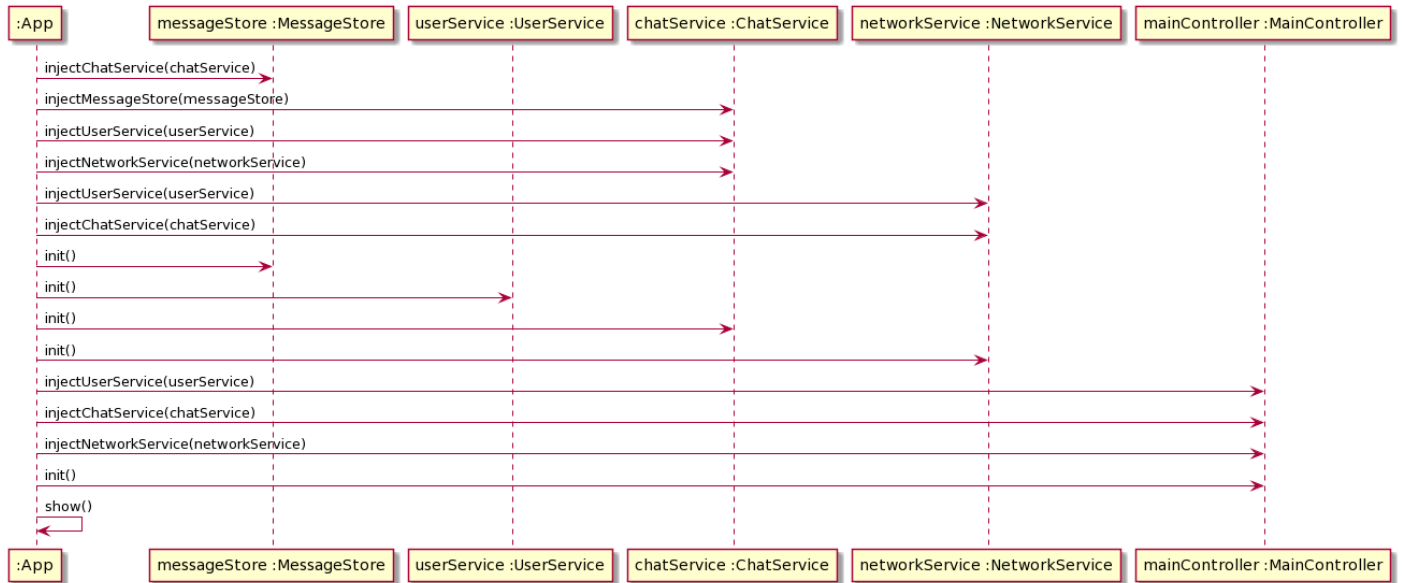 :App messageStore :MessageStore userService :UserService chatService :ChatService networkService :NetworkService mainController :MainController
injectChatService(chatService)
injectMessageStore(messageStore)
injectUserService(userService)
injectNetworkService(networkService)
injectUserService(userService)
injectChatService(chatService)
init()
init()
init()
init()
injectUserService(userService)
injectChatService(chatService)
injectNetworkService(networkService)
init()
show()
:App messageStore :MessageStore userService :UserService chatService :ChatService networkService :NetworkService mainController :MainController